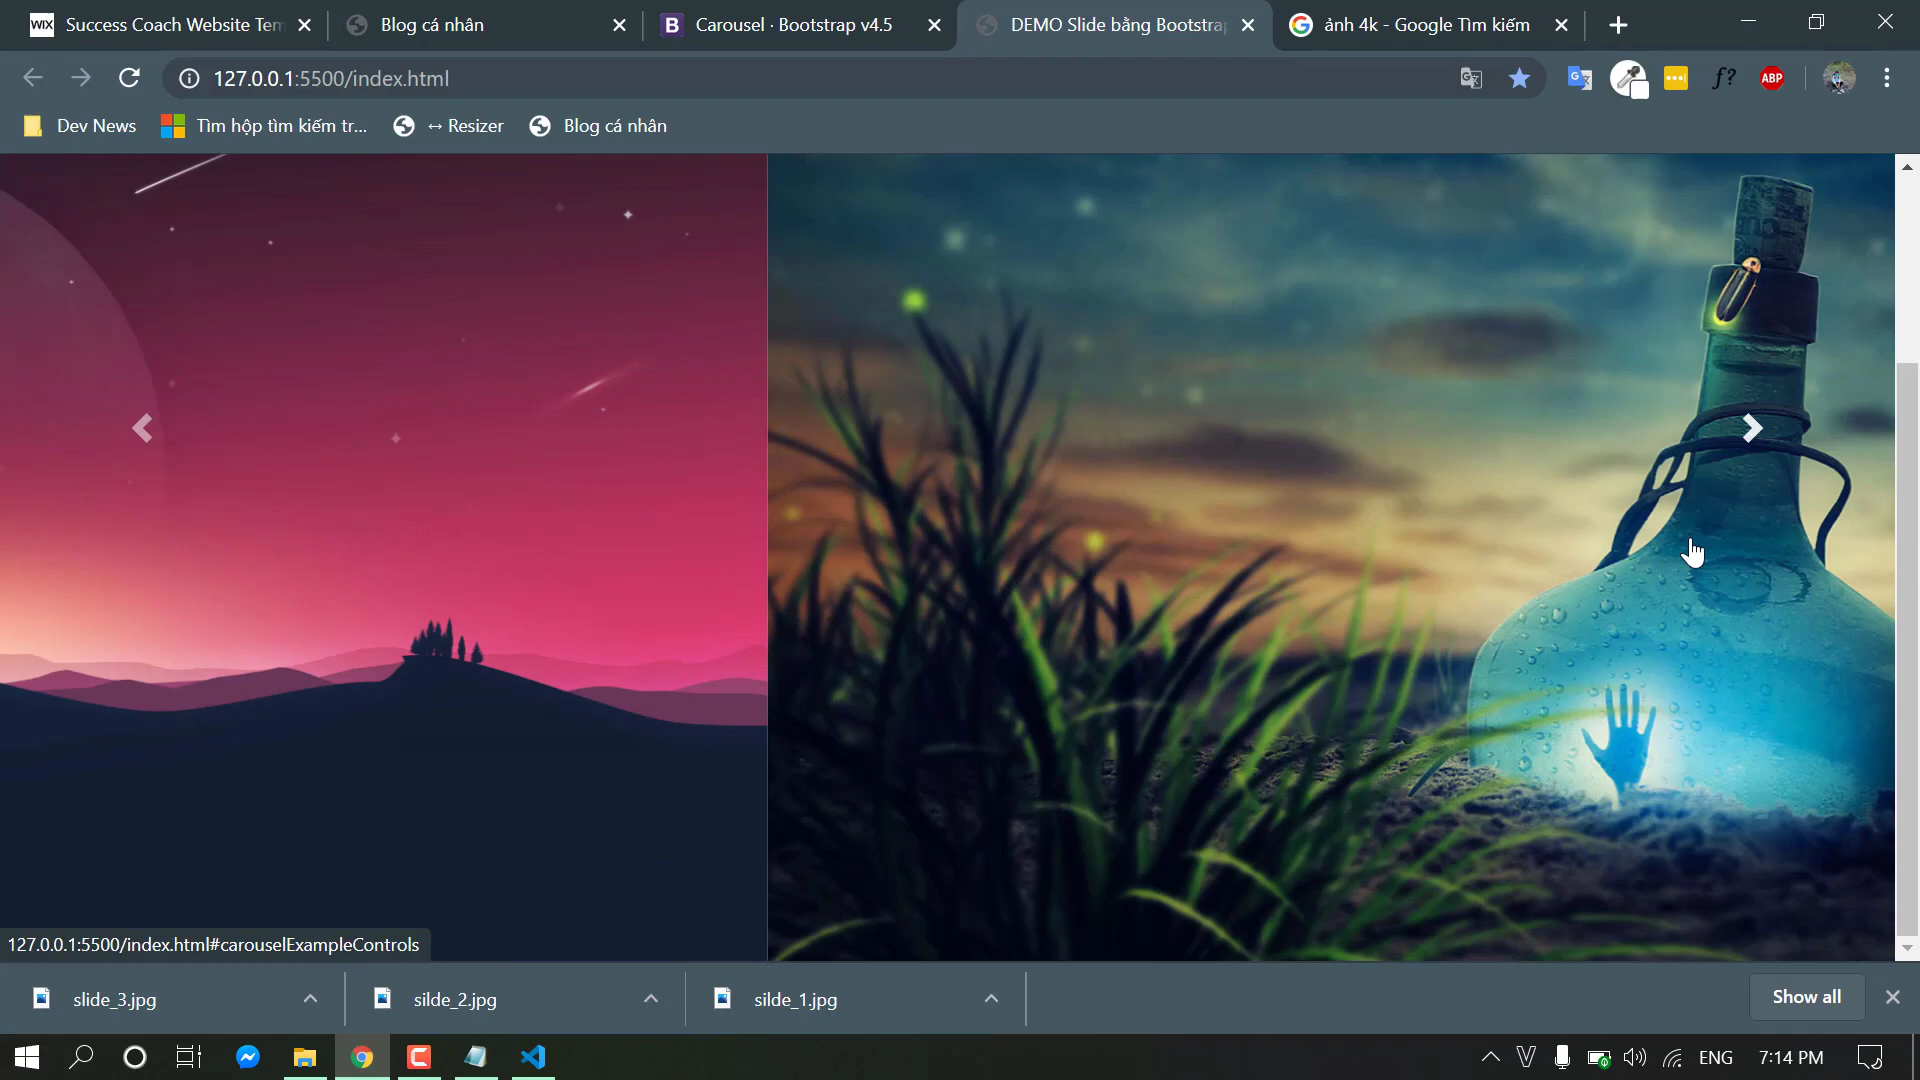 WIX Success Coach Website Tem
Blog cá nhân
B Carousel · Bootstrap v4.5
DEMO Slide bằng Bootstrap
ảnh 4k - Google Tìm kiếm
127.0.0.1:5500/index.html
f?
ABP
Dev News
Tìm hộp tìm kiếm tr...
↔ Resizer
Blog cá nhân
127.0.0.1:5500/index.html#carouselExampleControls
slide_3.jpg
silde_2.jpg
silde_1.jpg
Show all
ENG
7:14 PM